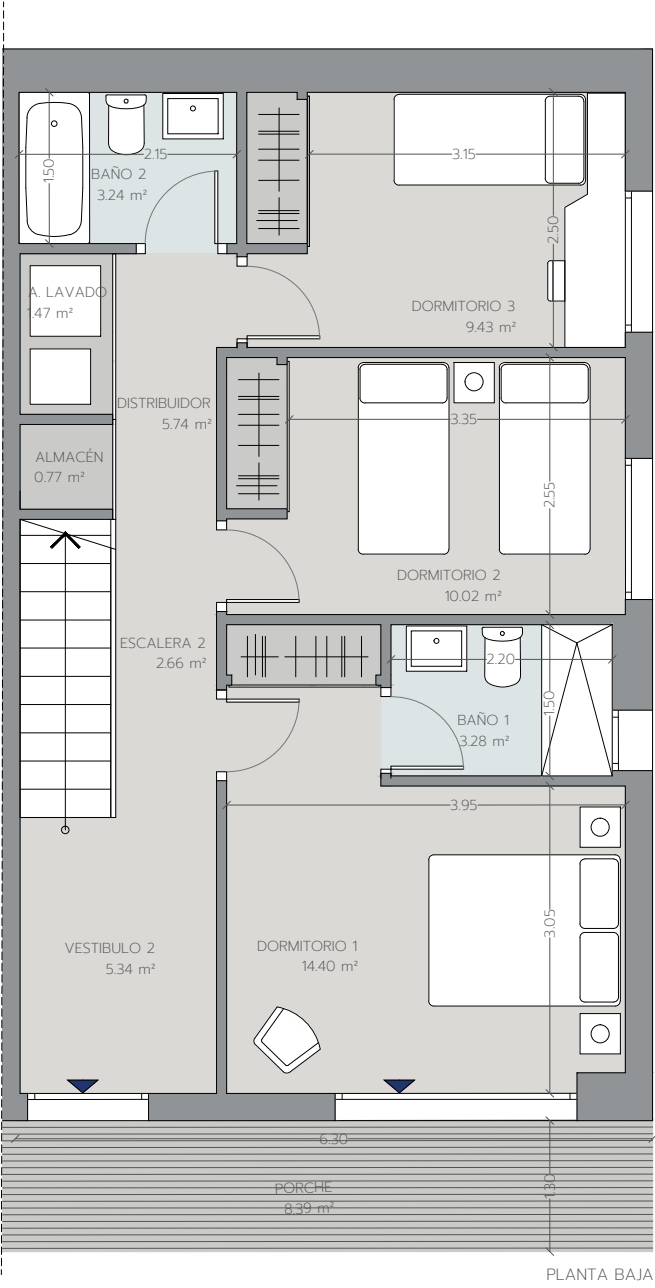 2.15
1.50
BAÑO 2
3.24 m²
3.15
2.50
A. LAVADO
1.47 m²
DORMITORIO 3
9.43 m²
DISTRIBUIDOR
5.74 m²
3.35
ALMACÉN
0.77 m²
2.55
DORMITORIO 2
10.02 m²
ESCALERA 2
2.66 m²
2.20
1.50
BAÑO 1
3.28 m²
3.95
3.05
VESTIBULO 2
5.34 m²
DORMITORIO 1
14.40 m²
6.30
PORCHE
8.39 m²
1.30
PLANTA BAJA